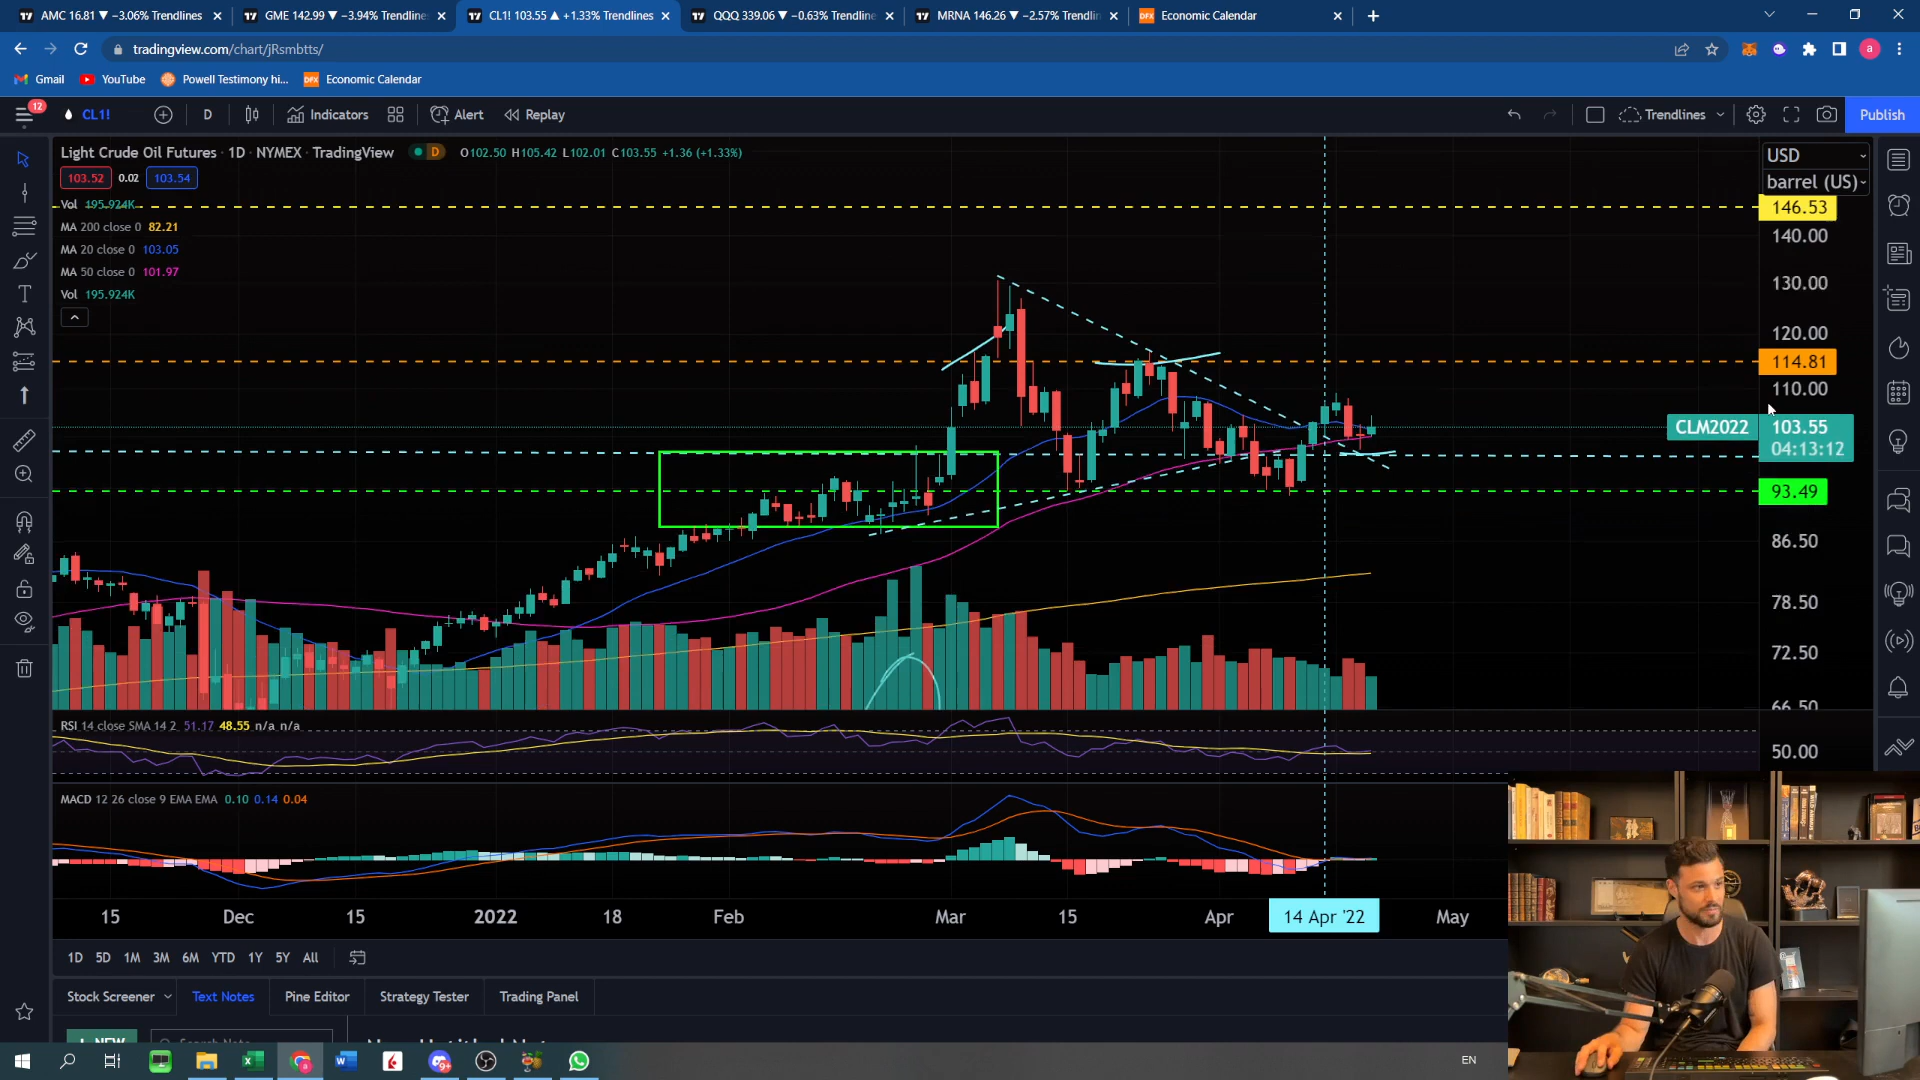 AMC 16.81 ▼ −3.06% Trendlines
GME 142.99 ▼ −3.94% Trendline
CL1! 103.55 ▲ +1.33% Trendlines
QQQ 339.06 ▼ −0.63% Trendline
MRNA 146.26 ▼ −2.57% Trendlin
Economic Calendar
tradingview.com/chart/jRsmbtts/
a
Gmail
YouTube
Powell Testimony hi...
Economic Calendar
12
CL1!
D
Indicators
Alert
Replay
Trendlines
Publish
Light Crude Oil Futures · 1D · NYMEX · TradingView
D
O102.50 H105.42 L102.01 C103.55 +1.36 (+1.33%)
USD
barrel (US)
103.52
0.02
103.54
Vol 195.924K
MA 200 close 0 82.21
MA 20 close 0 103.05
MA 50 close 0 101.97
Vol 195.924K
146.53
140.00
130.00
120.00
114.81
110.00
CLM2022
103.55
04:13:12
93.49
86.50
78.50
72.50
66.50
RSI 14 close SMA 14 2 51.17 48.55 n/a n/a
50.00
MACD 12 26 close 9 EMA EMA 0.10 0.14 0.04
15
Dec
15
2022
18
Feb
Mar
15
Apr
14 Apr '22
May
1D
5D
1M
3M
6M
YTD
1Y
5Y
All
Stock Screener
Text Notes
Pine Editor
Strategy Tester
Trading Panel
NEW
Search Note
9+
EN